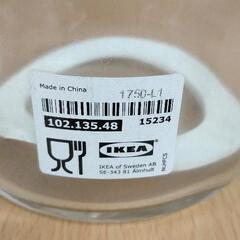 Made in China
1750-L1
102.135.48 15234
IKEA
IKEA of Sweden AB
SE-343 81 Älmhult